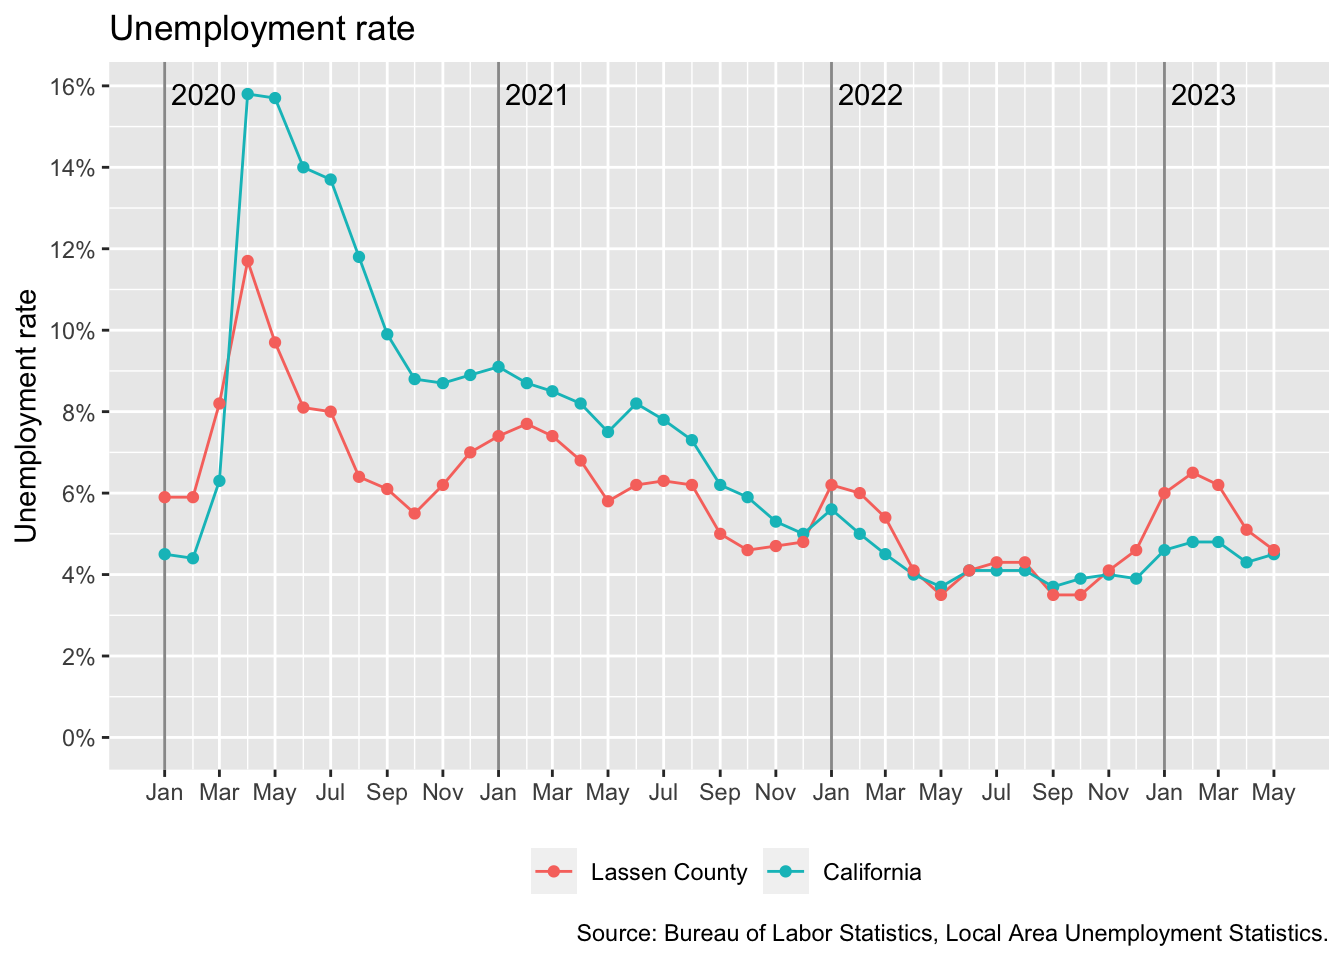 Unemployment rate
16%
14%
12%
10%
8%
6%
4%
2%
0%
Unemployment rate
2020 2021 2022 2023
Jan Mar May Jul Sep Nov Jan Mar May Jul Sep Nov Jan Mar May Jul Sep Nov Jan Mar May
Lassen County California
Source: Bureau of Labor Statistics, Local Area Unemployment Statistics.